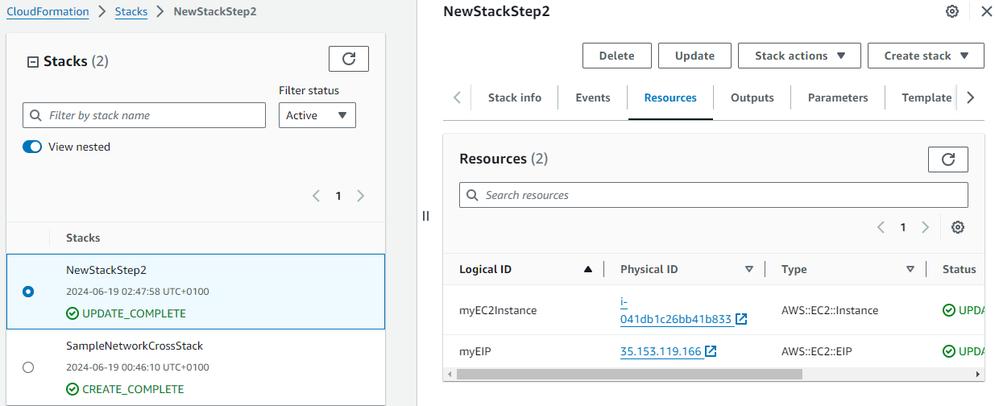 CloudFormation > Stacks > NewStackStep2
Stacks (2)
Filter status
Filter by stack name
Active
View nested
1
Stacks
NewStackStep2
2024-06-19 02:47:58 UTC+0100
UPDATE_COMPLETE
SampleNetworkCrossStack
2024-06-19 00:46:10 UTC+0100
CREATE_COMPLETE
NewStackStep2
Delete Update Stack actions Create stack
Stack info Events Resources Outputs Parameters Template
Resources (2)
Search resources
1
Logical ID Physical ID Type Status
myEC2Instance i-041db1c26bb41b833 AWS::EC2::Instance UPDA
myEIP 35.153.119.166 AWS::EC2::EIP UPDA